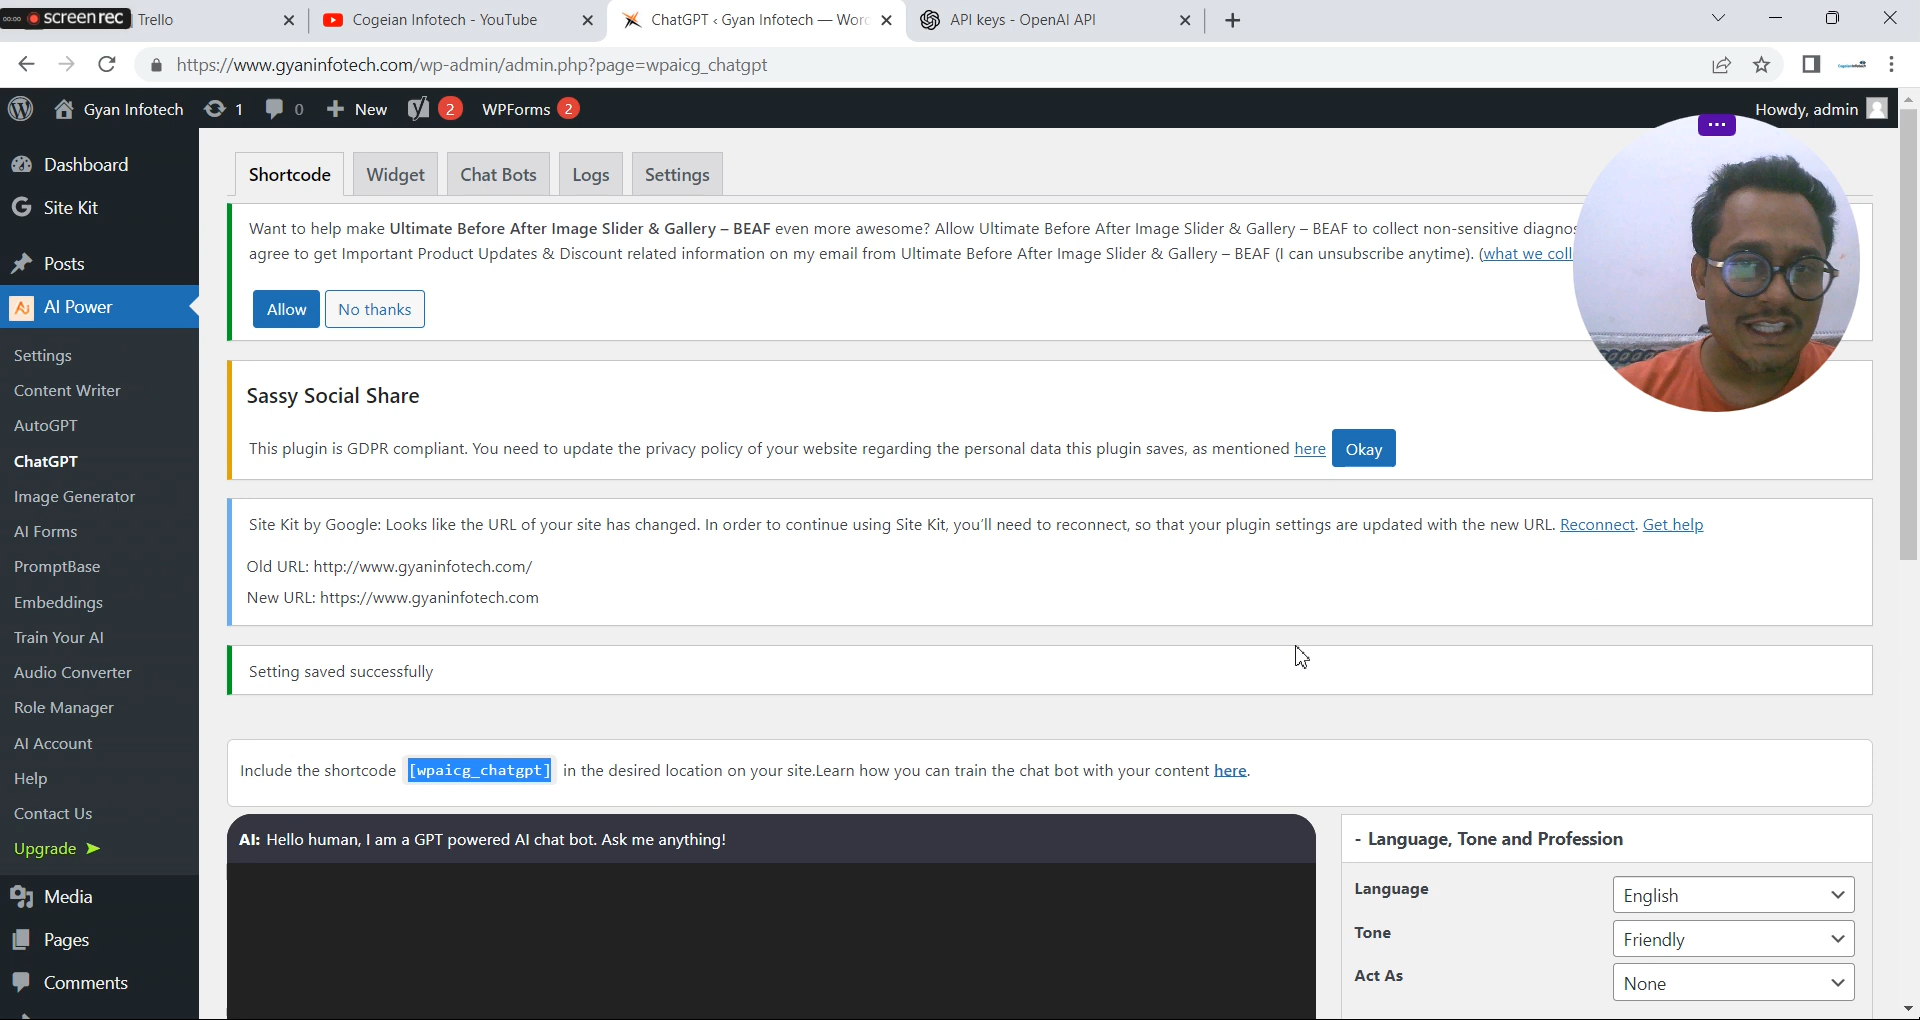 00:00 screenrec Trello
Cogeian Infotech - YouTube
ChatGPT ‹ Gyan Infotech — Word
API keys - OpenAI API
https://www.gyaninfotech.com/wp-admin/admin.php?page=wpaicg_chatgpt
Gyan Infotech 1 0 New 2 WPForms 2
Howdy, admin
Dashboard
Site Kit
Posts
AI Power
Settings
Content Writer
AutoGPT
ChatGPT
Image Generator
AI Forms
PromptBase
Embeddings
Train Your AI
Audio Converter
Role Manager
AI Account
Help
Contact Us
Upgrade ➤
Media
Pages
Comments
Shortcode Widget Chat Bots Logs Settings
Want to help make Ultimate Before After Image Slider & Gallery – BEAF even more awesome? Allow Ultimate Before After Image Slider & Gallery – BEAF to collect non-sensitive diagnos
agree to get Important Product Updates & Discount related information on my email from Ultimate Before After Image Slider & Gallery – BEAF (I can unsubscribe anytime). (what we coll
Allow No thanks
Sassy Social Share
This plugin is GDPR compliant. You need to update the privacy policy of your website regarding the personal data this plugin saves, as mentioned here Okay
Site Kit by Google: Looks like the URL of your site has changed. In order to continue using Site Kit, you'll need to reconnect, so that your plugin settings are updated with the new URL. Reconnect. Get help
Old URL: http://www.gyaninfotech.com/
New URL: https://www.gyaninfotech.com
Setting saved successfully
Include the shortcode [wpaicg_chatgpt] in the desired location on your site.Learn how you can train the chat bot with your content here.
AI: Hello human, I am a GPT powered AI chat bot. Ask me anything!
- Language, Tone and Profession
Language English
Tone Friendly
Act As None